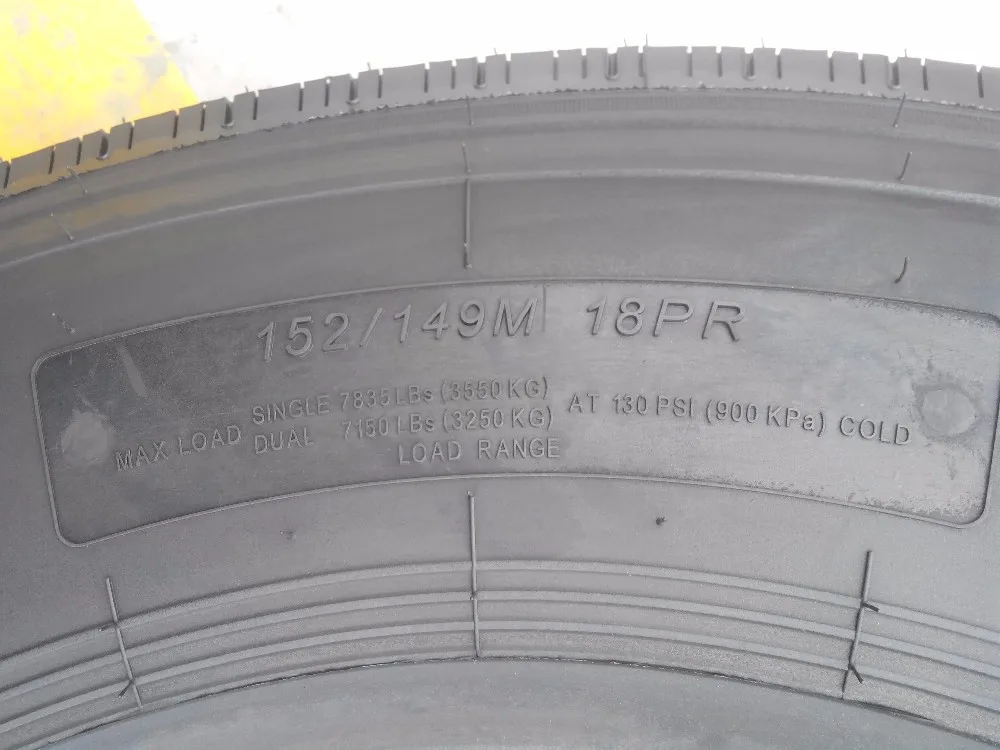 152/149M 18PR
MAX LOAD SINGLE 7835 LBs (3550 KG) AT 130 PSI (900 KPa) COLD
DUAL 7150 LBs (3250 KG)
LOAD RANGE